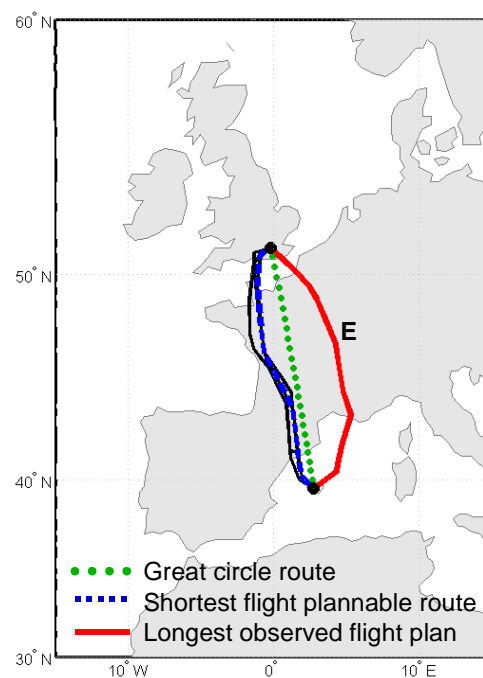 60° N
50° N
E
40° N
Great circle route
Shortest flight plannable route
Longest observed flight plan
30° N
10° W
0°
10° E